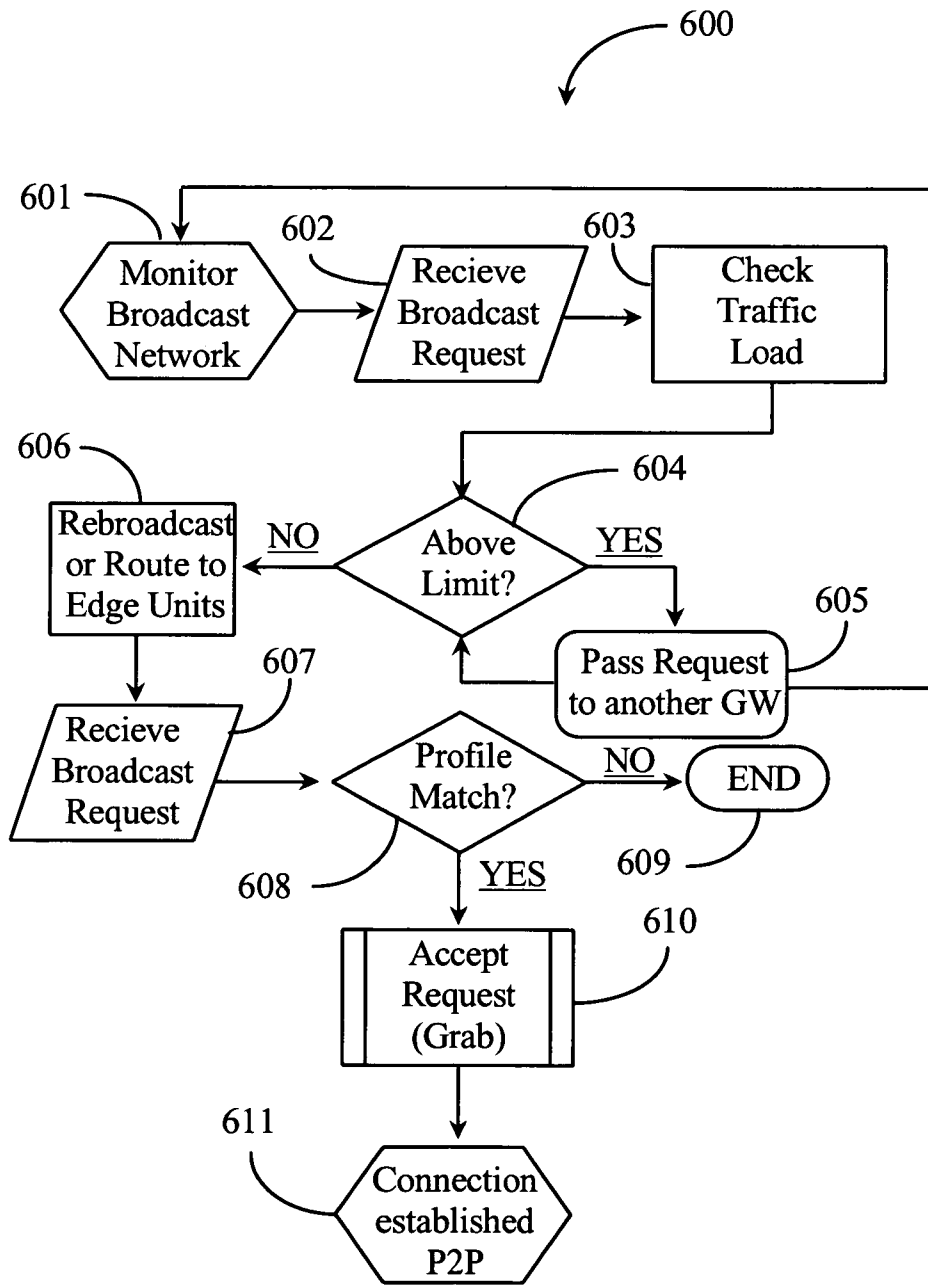 600
601
Monitor
Broadcast
Network
602
Recieve
Broadcast
Request
603
Check
Traffic
Load
604
Above
Limit?
NO
YES
605
Pass Request
to another GW
606
Rebroadcast
or Route to
Edge Units
607
Recieve
Broadcast
Request
608
Profile
Match?
NO
END
609
YES
610
Accept
Request
(Grab)
611
Connection
established
P2P